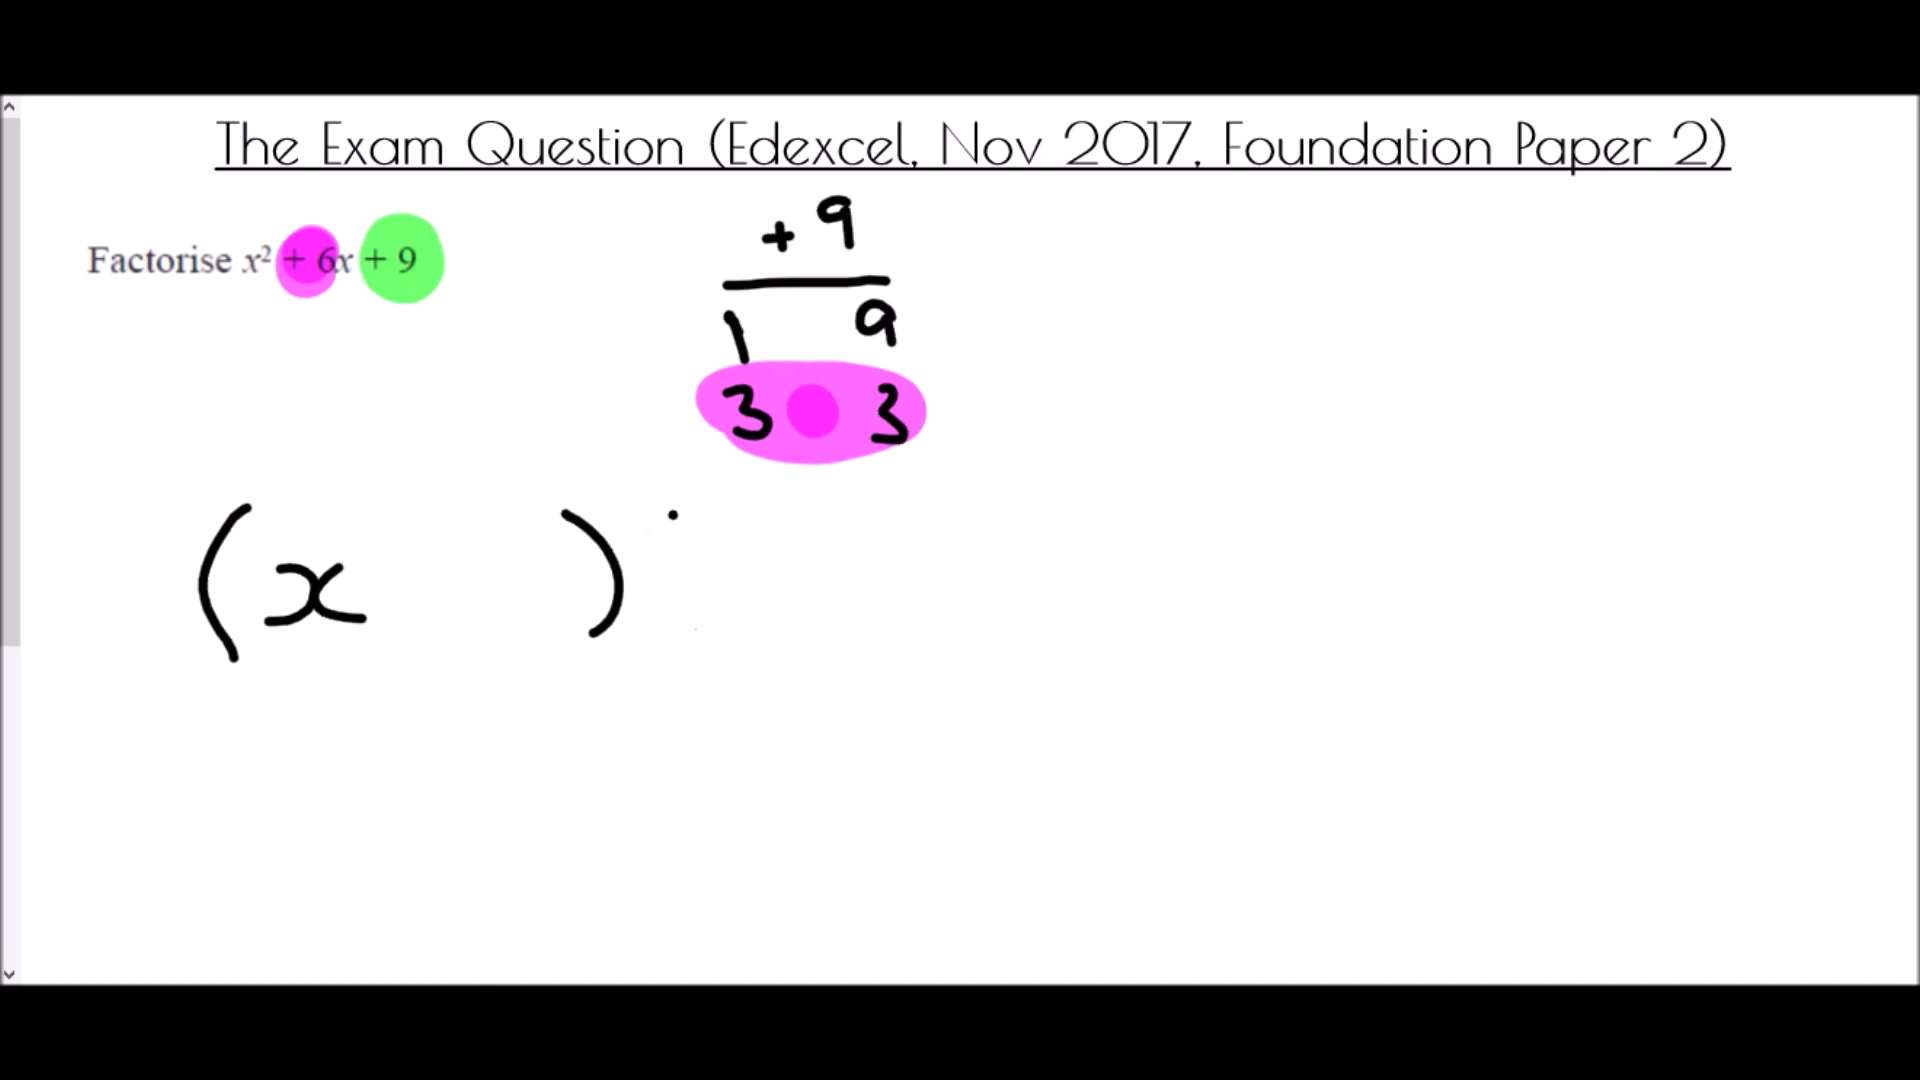 The Exam Question (Edexcel, Nov 2017, Foundation Paper 2)
Factorise x² + 6x + 9
+ 9
1 9
3 3
(x )